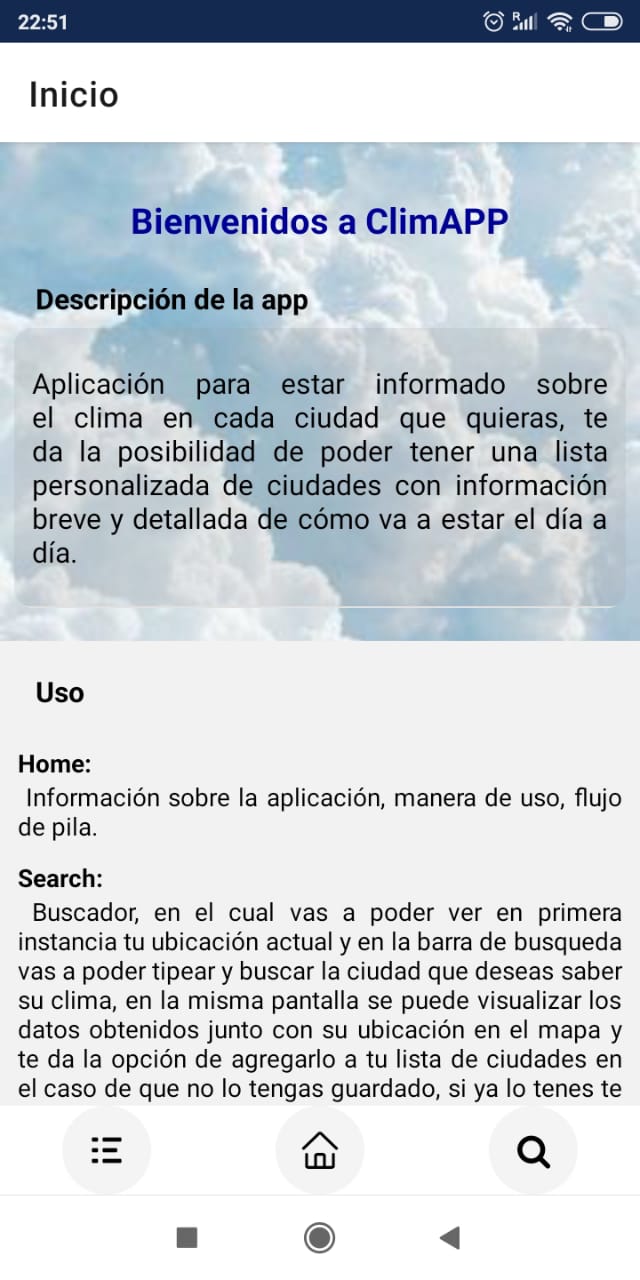 22:51
R
Inicio
Bienvenidos a ClimAPP
Descripción de la app
Aplicación para estar informado sobre
el clima en cada ciudad que quieras, te
da la posibilidad de poder tener una lista
personalizada de ciudades con información
breve y detallada de cómo va a estar el día a
día.
Uso
Home:
Información sobre la aplicación, manera de uso, flujo
de pila.
Search:
Buscador, en el cual vas a poder ver en primera
instancia tu ubicación actual y en la barra de busqueda
vas a poder tipear y buscar la ciudad que deseas saber
su clima, en la misma pantalla se puede visualizar los
datos obtenidos junto con su ubicación en el mapa y
te da la opción de agregarlo a tu lista de ciudades en
el caso de que no lo tengas guardado, si ya lo tenes te